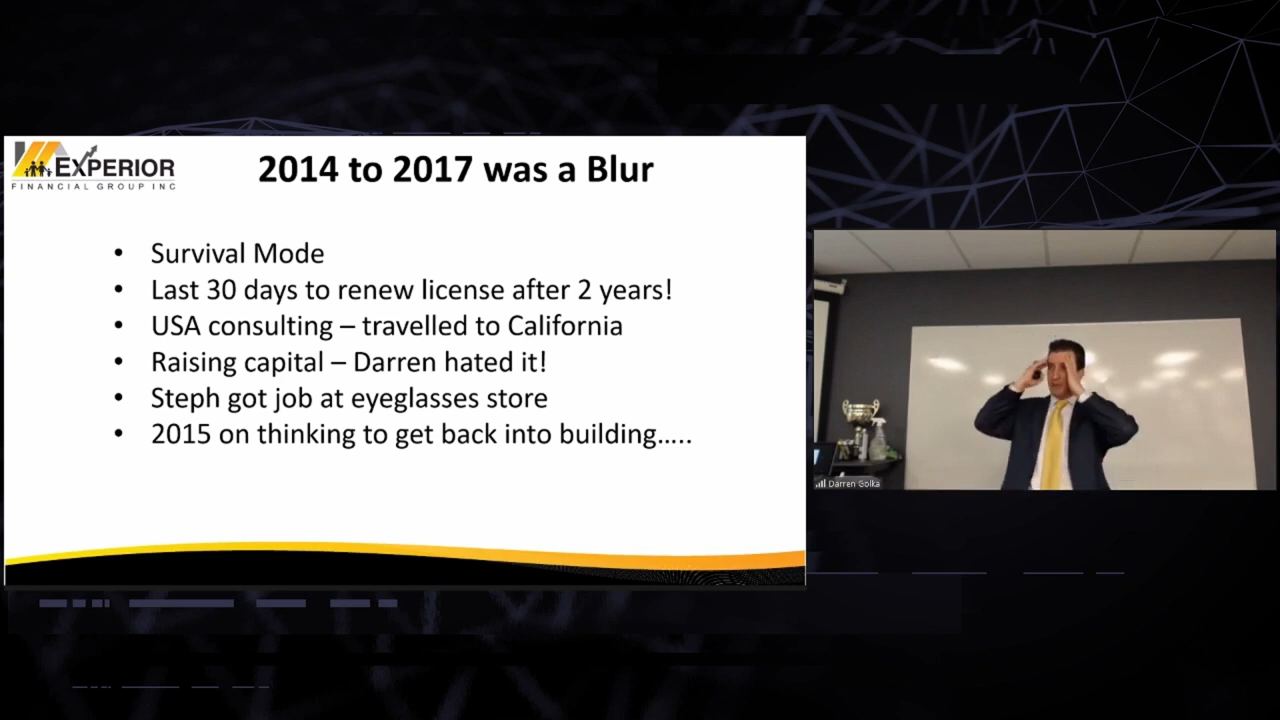 EXPERIOR
FINANCIAL GROUP INC
2014 to 2017 was a Blur
• Survival Mode
• Last 30 days to renew license after 2 years!
• USA consulting – travelled to California
• Raising capital – Darren hated it!
• Steph got job at eyeglasses store
• 2015 on thinking to get back into building…..
Darren Golka